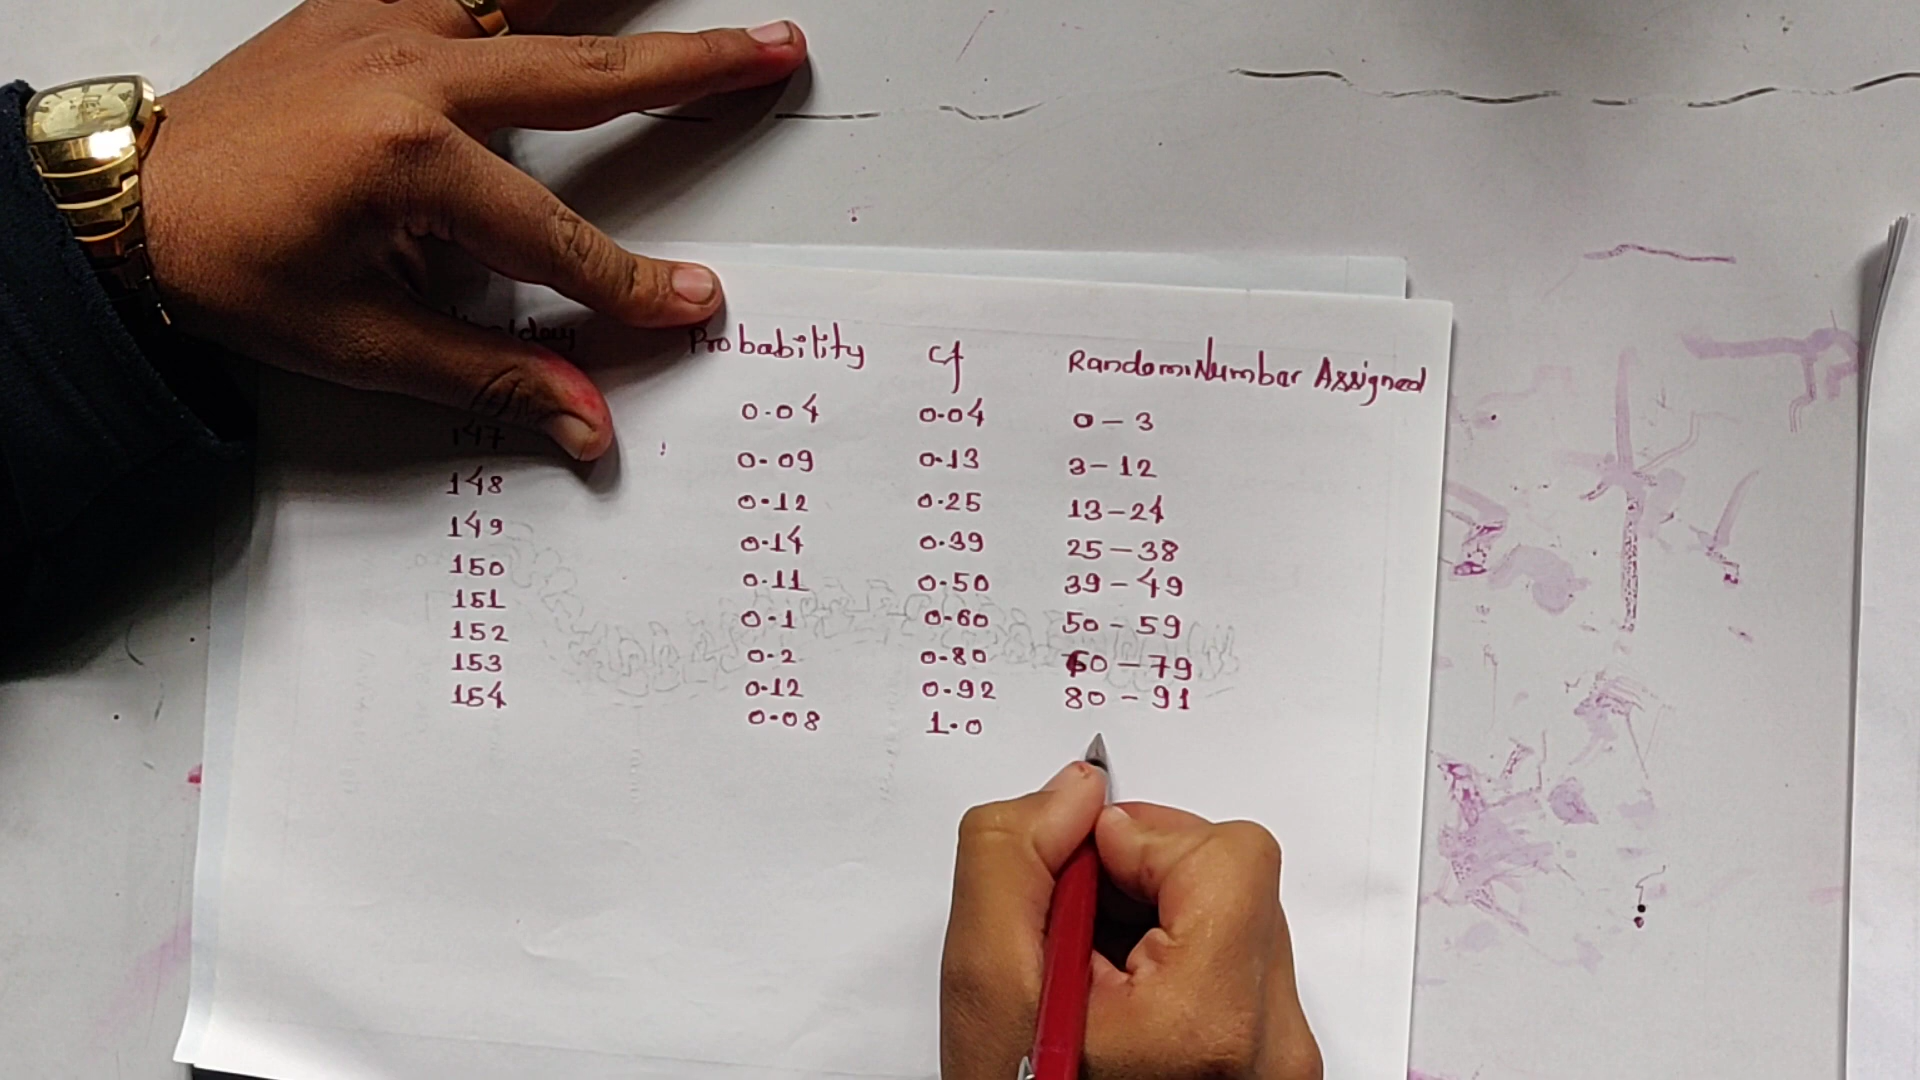 Probability cf Random Number Assigned
0.04 0.04 0-3
147 0.09 0.13 3-12
148 0.12 0.25 13-24
149 0.14 0.39 25-38
150 0.11 0.50 39-49
151 0.1 0.60 50-59
152 0.2 0.80 60-79
153 0.12 0.92 80-91
154 0.08 1.0